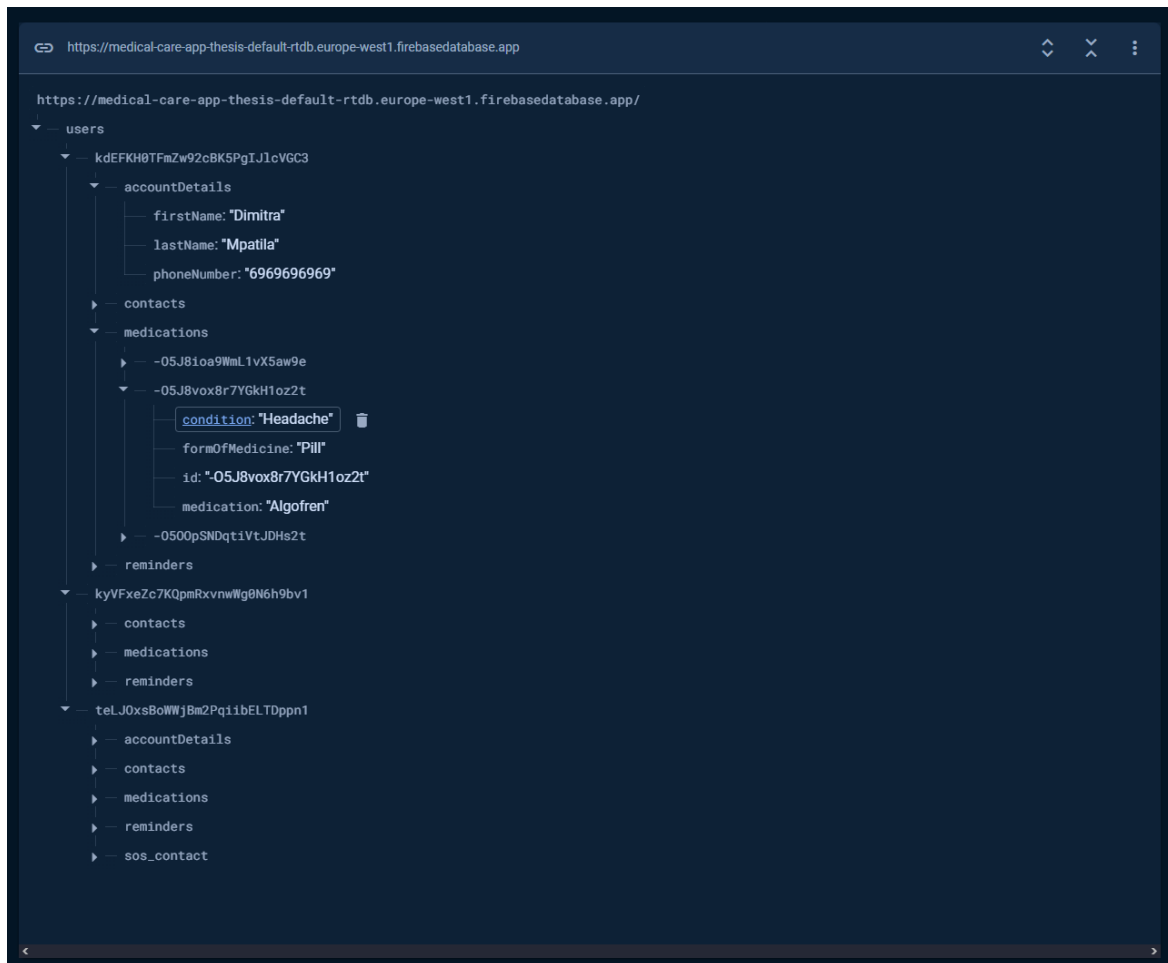 https://medical-care-app-thesis-default-rtdb.europe-west1.firebasedatabase.app
https://medical-care-app-thesis-default-rtdb.europe-west1.firebasedatabase.app/
users
kdEFKH0TFmZw92cBK5PgIJlcVGC3
accountDetails
firstName: "Dimitra"
lastName: "Mpatila"
phoneNumber: "6969696969"
contacts
medications
-O5J8ioa9WmL1vX5aw9e
-O5J8vox8r7YGkH1oz2t
condition: "Headache"
formOfMedicine: "Pill"
id: "-O5J8vox8r7YGkH1oz2t"
medication: "Algofren"
-O5OOpSNDqtiVtJDHs2t
reminders
kyVFxeZc7KQpmRxvnwWg0N6h9bv1
contacts
medications
reminders
teLJOxsBoWWjBm2PqiibELTDppn1
accountDetails
contacts
medications
reminders
sos_contact